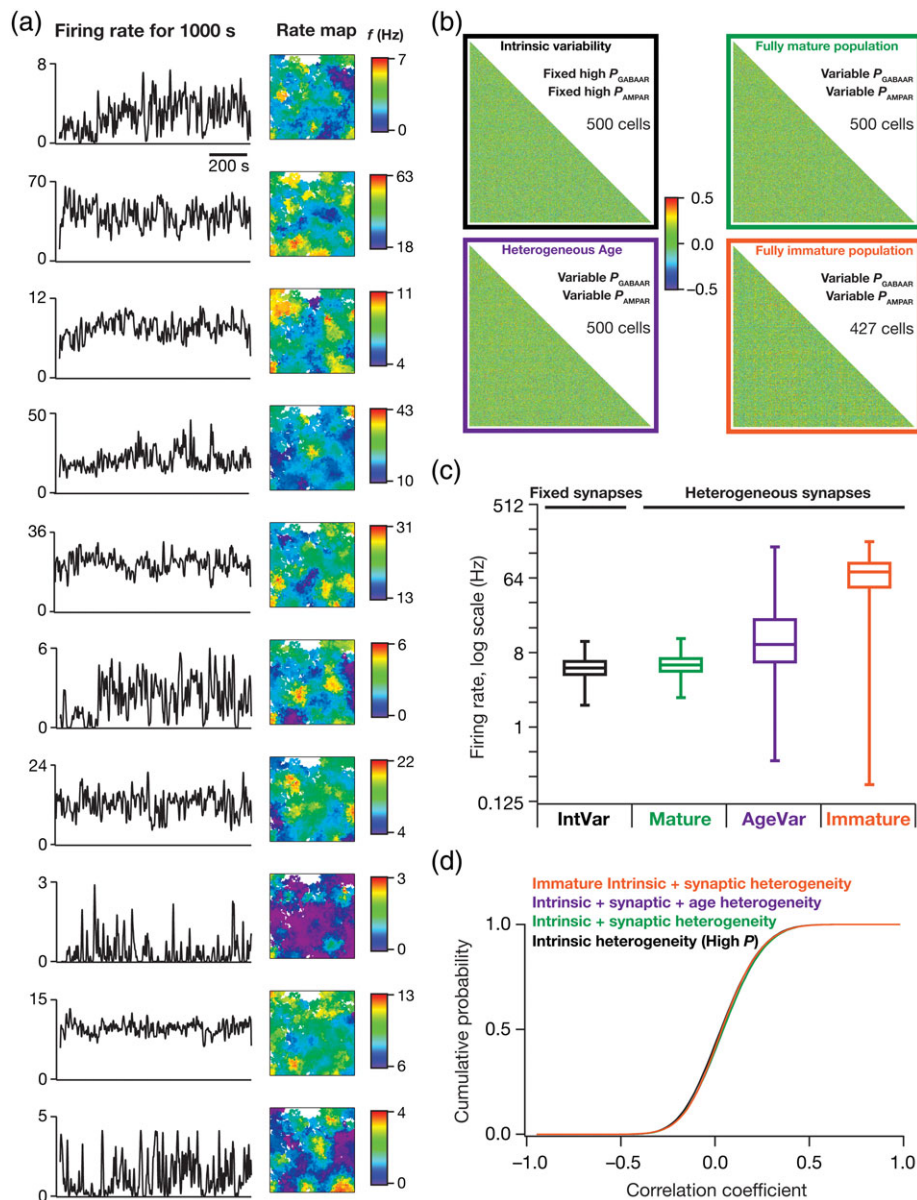 (a)
Firing rate for 1000 s
Rate map
f (Hz)
8
0
7
0
200 s
70
0
63
18
12
0
11
4
50
0
43
10
36
0
31
13
6
0
6
0
24
0
22
4
3
0
3
0
15
0
13
6
5
0
4
0
(b)
Intrinsic variability
Fixed high PGABAAR
Fixed high PAMPAR
500 cells
Fully mature population
Variable PGABAAR
Variable PAMPAR
500 cells
0.5
0.0
−0.5
Heterogeneous Age
Variable PGABAAR
Variable PAMPAR
500 cells
Fully immature population
Variable PGABAAR
Variable PAMPAR
427 cells
(c)
Fixed synapses
Heterogeneous synapses
Firing rate, log scale (Hz)
512
64
8
1
0.125
IntVar
Mature
AgeVar
Immature
(d)
Immature Intrinsic + synaptic heterogeneity
Intrinsic + synaptic + age heterogeneity
Intrinsic + synaptic heterogeneity
Intrinsic heterogeneity (High P)
Cumulative probability
1.0
0.5
0.0
−1.0
−0.5
0.0
0.5
1.0
Correlation coefficient